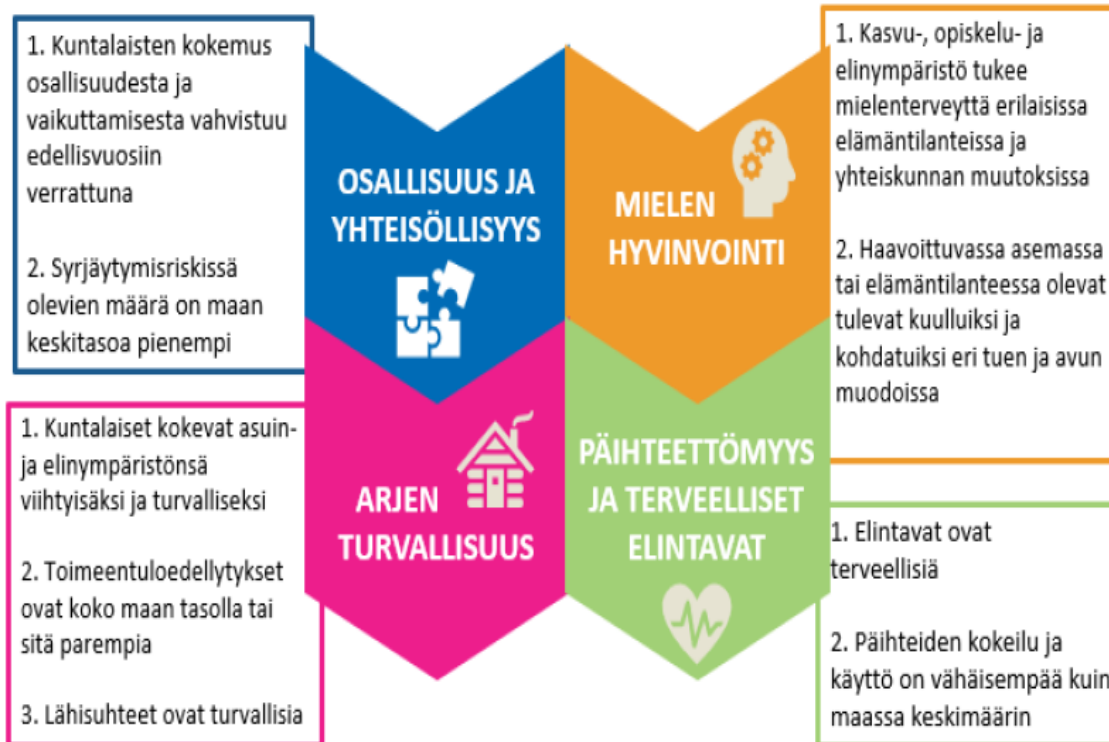 1. Kuntalaisten kokemus
osallisuudesta ja
vaikuttamisesta vahvistuu
edellisvuosiin
verrattuna
2. Syrjäytymisriskissä
olevien määrä on maan
keskitasoa pienempi
OSALLISUUS JA
YHTEISÖLLISYYS
MIELEN
HYVINVOINTI
1. Kasvu-, opiskelu- ja
elinympäristö tukee
mielenterveyttä erilaisissa
elämäntilanteissa ja
yhteiskunnan muutoksissa
2. Haavoittuvassa asemassa
tai elämäntilanteessa olevat
tulevat kuulluiksi ja
kohdatuiksi eri tuen ja avun
muodoissa
1. Kuntalaiset kokevat asuin-
ja elinympäristönsä
viihtyisäksi ja turvalliseksi
2. Toimeentuloedellytykset
ovat koko maan tasolla tai
sitä parempia
3. Lähisuhteet ovat turvallisia
ARJEN
TURVALLISUUS
PÄIHTEETTÖMYYS
JA TERVEELLISET
ELINTAVAT
1. Elintavat ovat
terveellisiä
2. Päihteiden kokeilu ja
käyttö on vähäisempää kuin
maassa keskimäärin